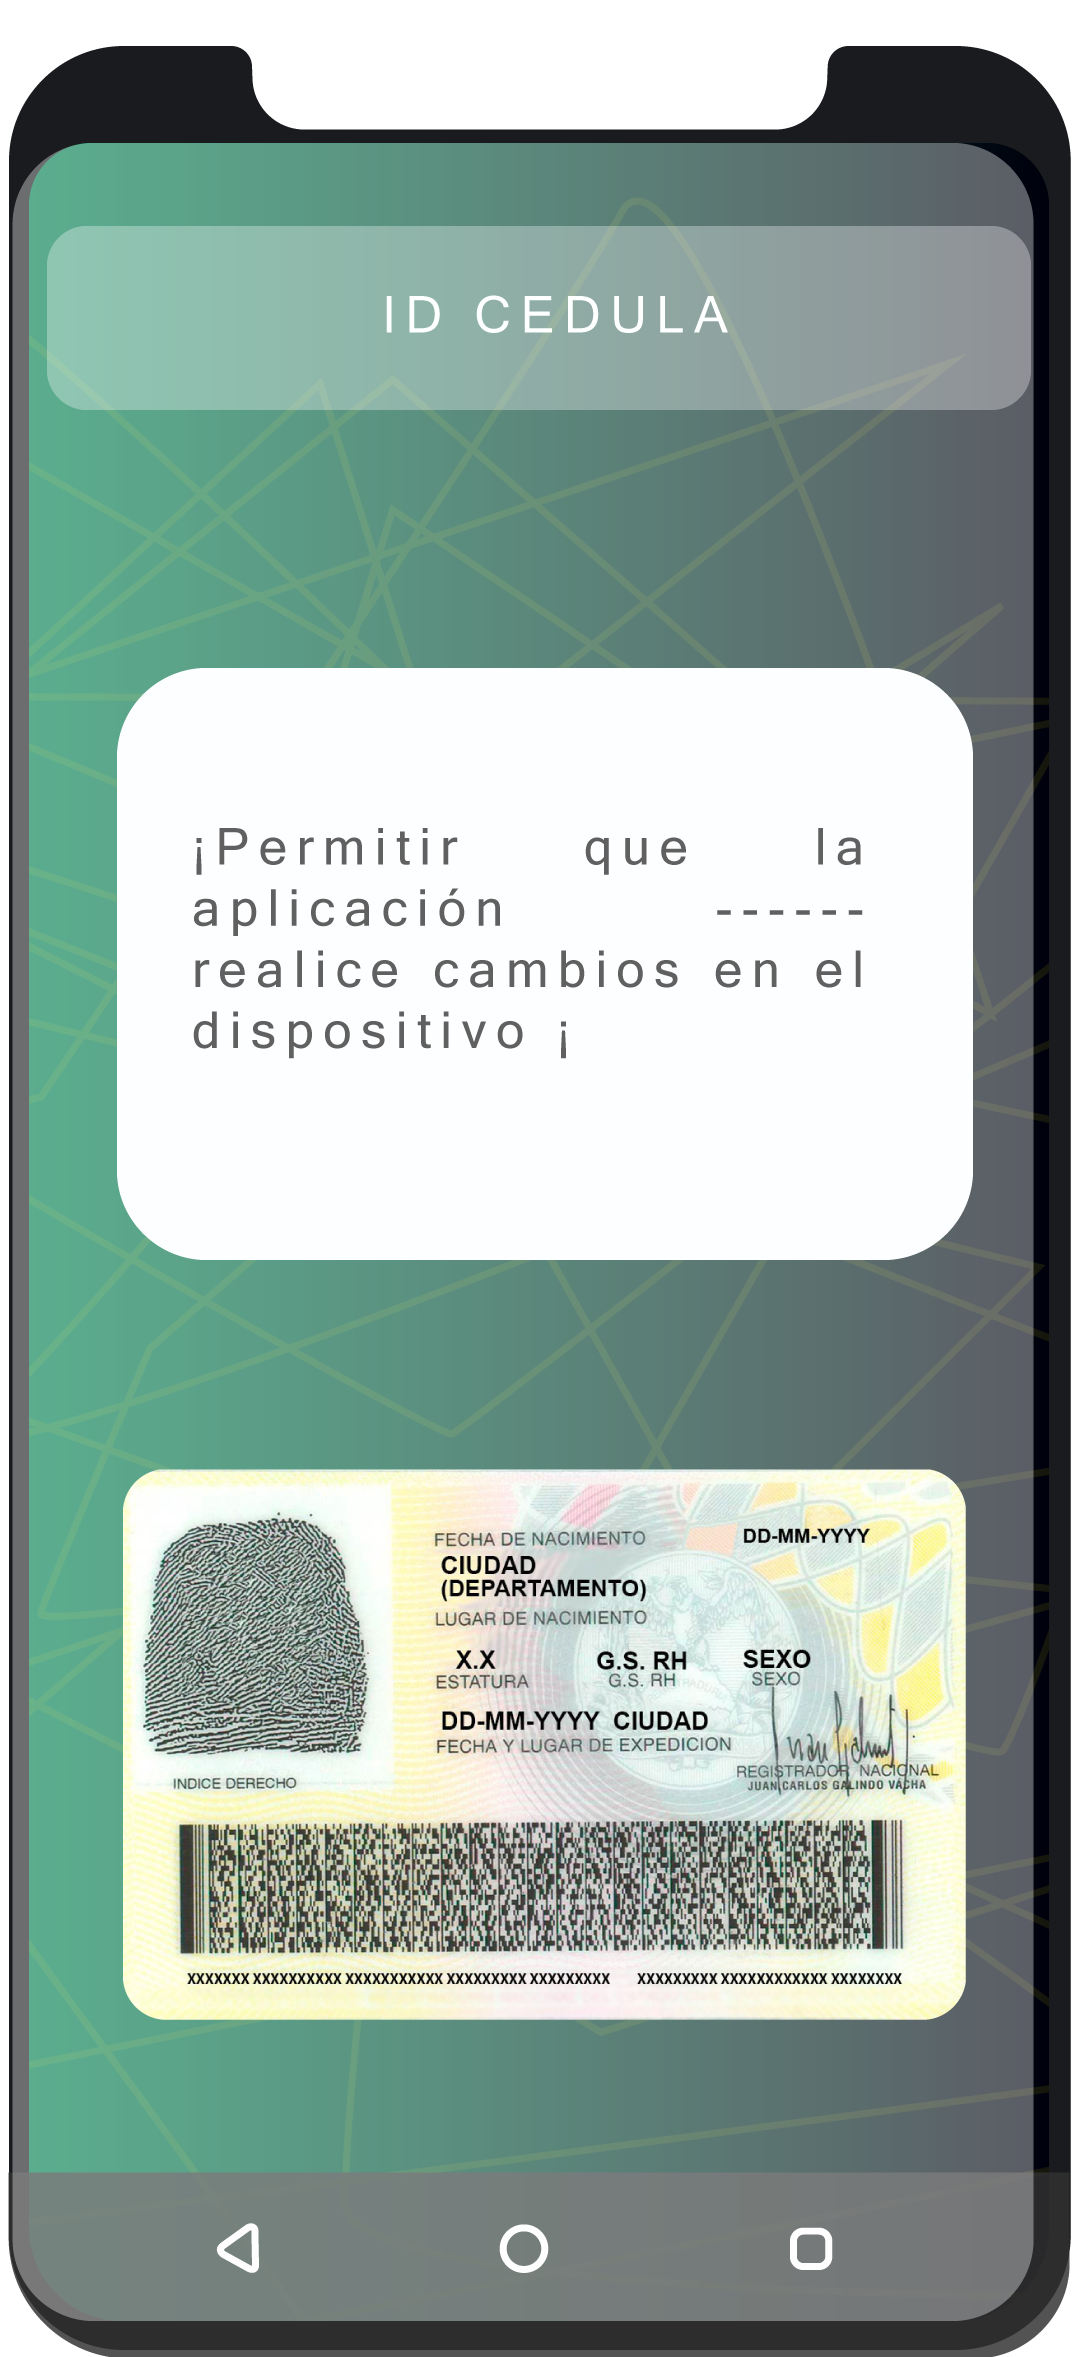 ID CEDULA
¡Permitir que la
aplicación ------
realice cambios en el
dispositivo ¡
FECHA DE NACIMIENTO DD-MM-YYYY
CIUDAD
(DEPARTAMENTO)
LUGAR DE NACIMIENTO
X.X G.S. RH SEXO
ESTATURA G.S. RH SEXO
DD-MM-YYYY CIUDAD
FECHA Y LUGAR DE EXPEDICION
REGISTRADOR NACIONAL
JUAN CARLOS GALINDO VACHA
INDICE DERECHO
XXXXXXX XXXXXXXXXX XXXXXXXXXXX XXXXXXXXX XXXXXXXXX XXXXXXXXX XXXXXXXXXXXX XXXXXXXX